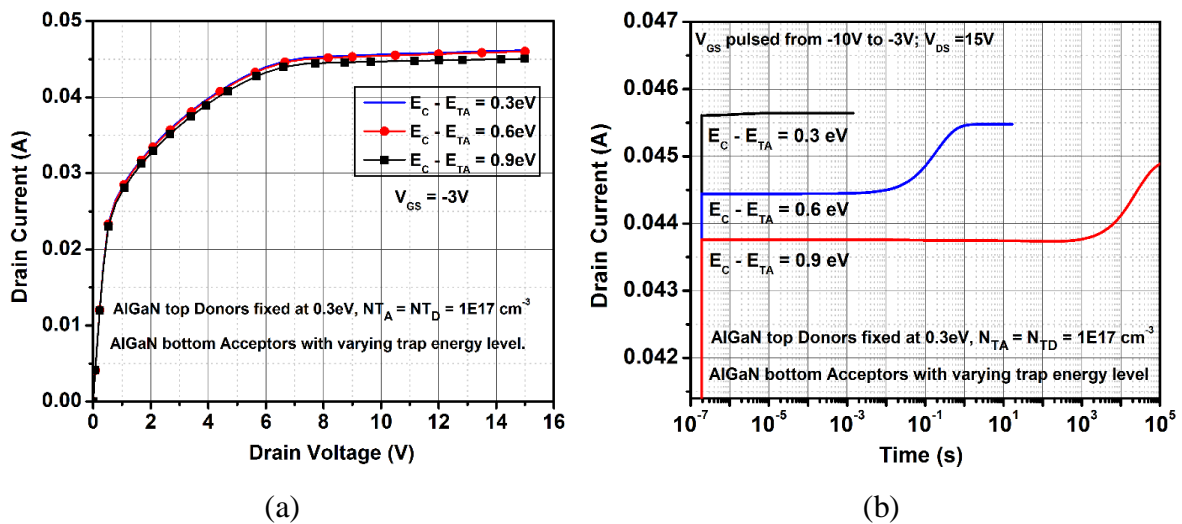 0.05
0.04
0.03
0.02
0.01
0.00
Drain Current (A)
E_C - E_TA = 0.3eV
E_C - E_TA = 0.6eV
E_C - E_TA = 0.9eV
V_GS = -3V
AlGaN top Donors fixed at 0.3eV, NT_A = NT_D = 1E17 cm^-3
AlGaN bottom Acceptors with varying trap energy level.
0 2 4 6 8 10 12 14 16
Drain Voltage (V)
(a)
0.047
0.046
0.045
0.044
0.043
0.042
Drain Current (A)
V_GS pulsed from -10V to -3V; V_DS =15V
E_C - E_TA = 0.3 eV
E_C - E_TA = 0.6 eV
E_C - E_TA = 0.9 eV
AlGaN top Donors fixed at 0.3eV, N_TA = N_TD = 1E17 cm^-3
AlGaN bottom Acceptors with varying trap energy level
10^-7 10^-5 10^-3 10^-1 10^1 10^3 10^5
Time (s)
(b)